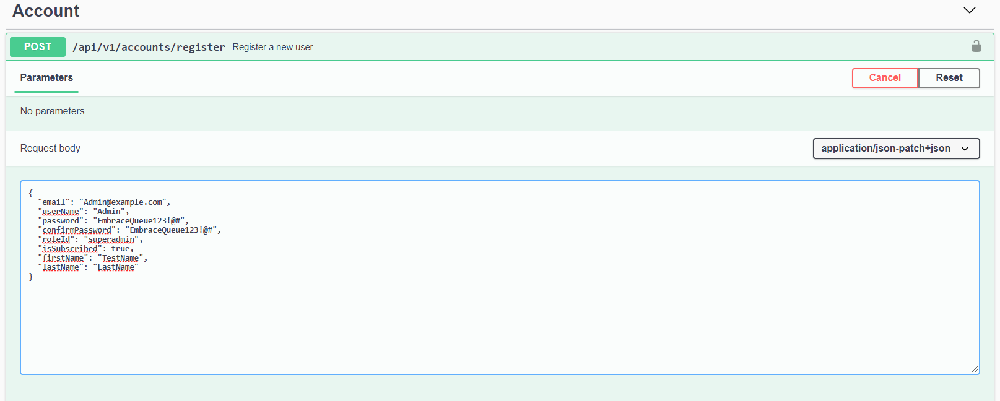 Account
POST /api/v1/accounts/register Register a new user
Parameters
Cancel Reset
No parameters
Request body
application/json-patch+json
{
"email": "Admin@example.com",
"userName": "Admin",
"password": "EmbraceQueue123!@#",
"confirmPassword": "EmbraceQueue123!@#",
"roleId": "superadmin",
"isSubscribed": true,
"firstName": "TestName",
"lastName": "LastName"
}